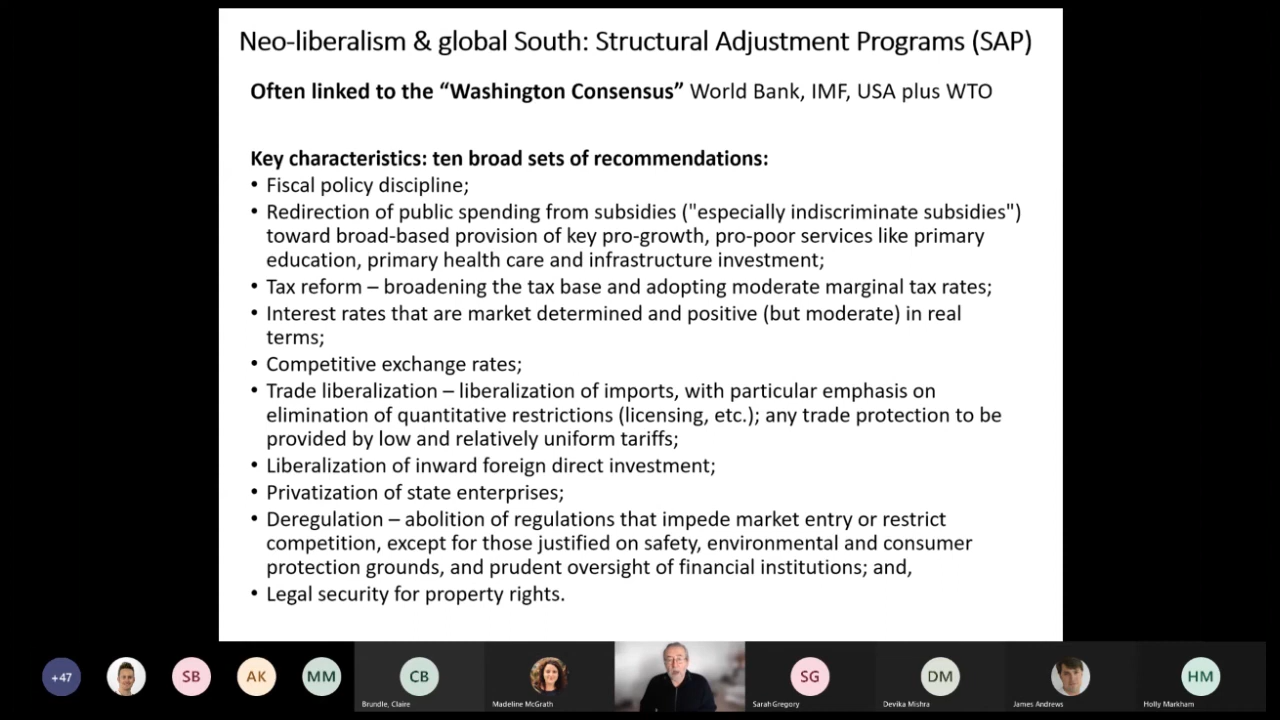 Neo-liberalism & global South: Structural Adjustment Programs (SAP)
Often linked to the “Washington Consensus” World Bank, IMF, USA plus WTO
Key characteristics: ten broad sets of recommendations:
• Fiscal policy discipline;
• Redirection of public spending from subsidies ("especially indiscriminate subsidies")
toward broad-based provision of key pro-growth, pro-poor services like primary
education, primary health care and infrastructure investment;
• Tax reform – broadening the tax base and adopting moderate marginal tax rates;
• Interest rates that are market determined and positive (but moderate) in real
terms;
• Competitive exchange rates;
• Trade liberalization – liberalization of imports, with particular emphasis on
elimination of quantitative restrictions (licensing, etc.); any trade protection to be
provided by low and relatively uniform tariffs;
• Liberalization of inward foreign direct investment;
• Privatization of state enterprises;
• Deregulation – abolition of regulations that impede market entry or restrict
competition, except for those justified on safety, environmental and consumer
protection grounds, and prudent oversight of financial institutions; and,
• Legal security for property rights.
+47 SB AK MM CB SG DM HM
Brundle, Claire Madeline McGrath Sarah Gregory Devika Mishra James Andrews Holly Markham